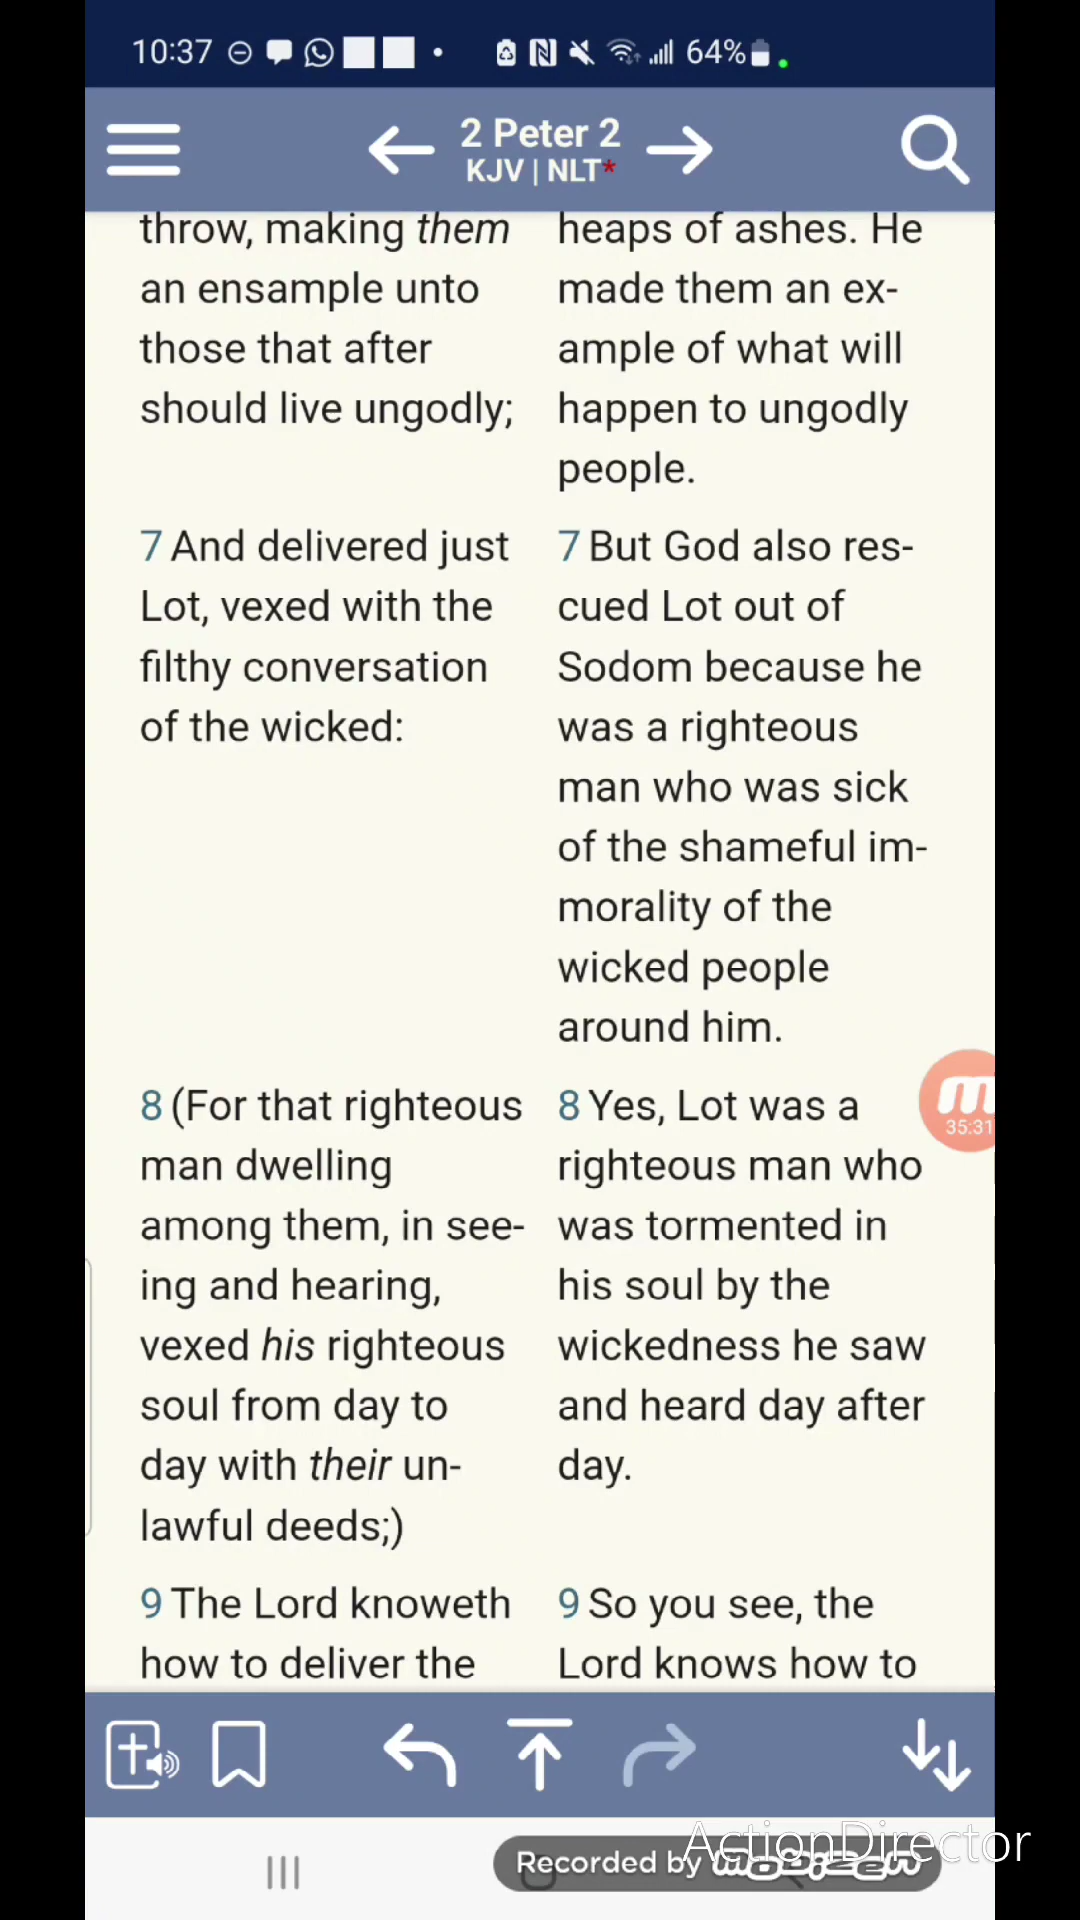 10:37
64%
2 Peter 2
KJV | NLT*
throw, making them
an ensample unto
those that after
should live ungodly;
7 And delivered just
Lot, vexed with the
filthy conversation
of the wicked:
8 (For that righteous
man dwelling
among them, in see-
ing and hearing,
vexed his righteous
soul from day to
day with their un-
lawful deeds;)
9 The Lord knoweth
how to deliver the
heaps of ashes. He
made them an ex-
ample of what will
happen to ungodly
people.
7 But God also res-
cued Lot out of
Sodom because he
was a righteous
man who was sick
of the shameful im-
morality of the
wicked people
around him.
8 Yes, Lot was a
righteous man who
was tormented in
his soul by the
wickedness he saw
and heard day after
day.
9 So you see, the
Lord knows how to
m
35:31
ActionDirector
Recorded by mobizen